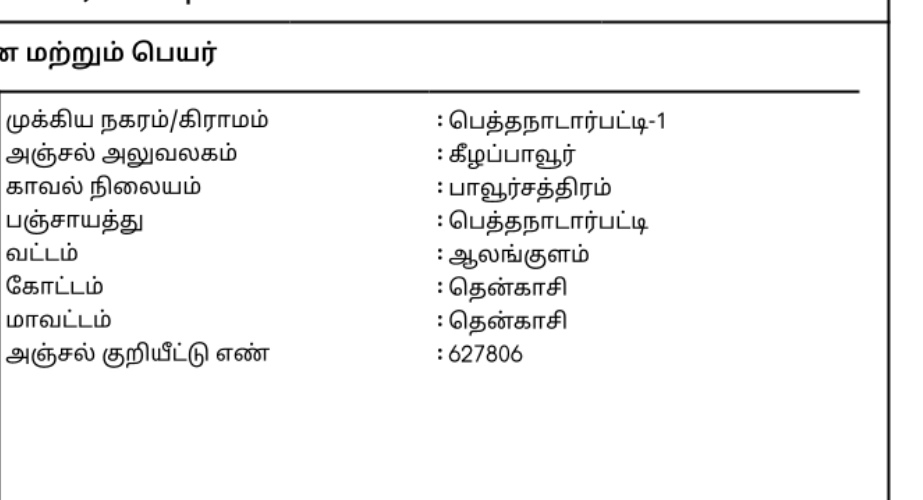 மற்றும் பெயர்
முக்கிய நகரம்/கிராமம் : பெத்தநாடார்பட்டி-1
அஞ்சல் அலுவலகம் : கீழப்பாவூர்
காவல் நிலையம் : பாவூர்சத்திரம்
பஞ்சாயத்து : பெத்தநாடார்பட்டி
வட்டம் : ஆலங்குளம்
கோட்டம் : தென்காசி
மாவட்டம் : தென்காசி
அஞ்சல் குறியீட்டு எண் : 627806